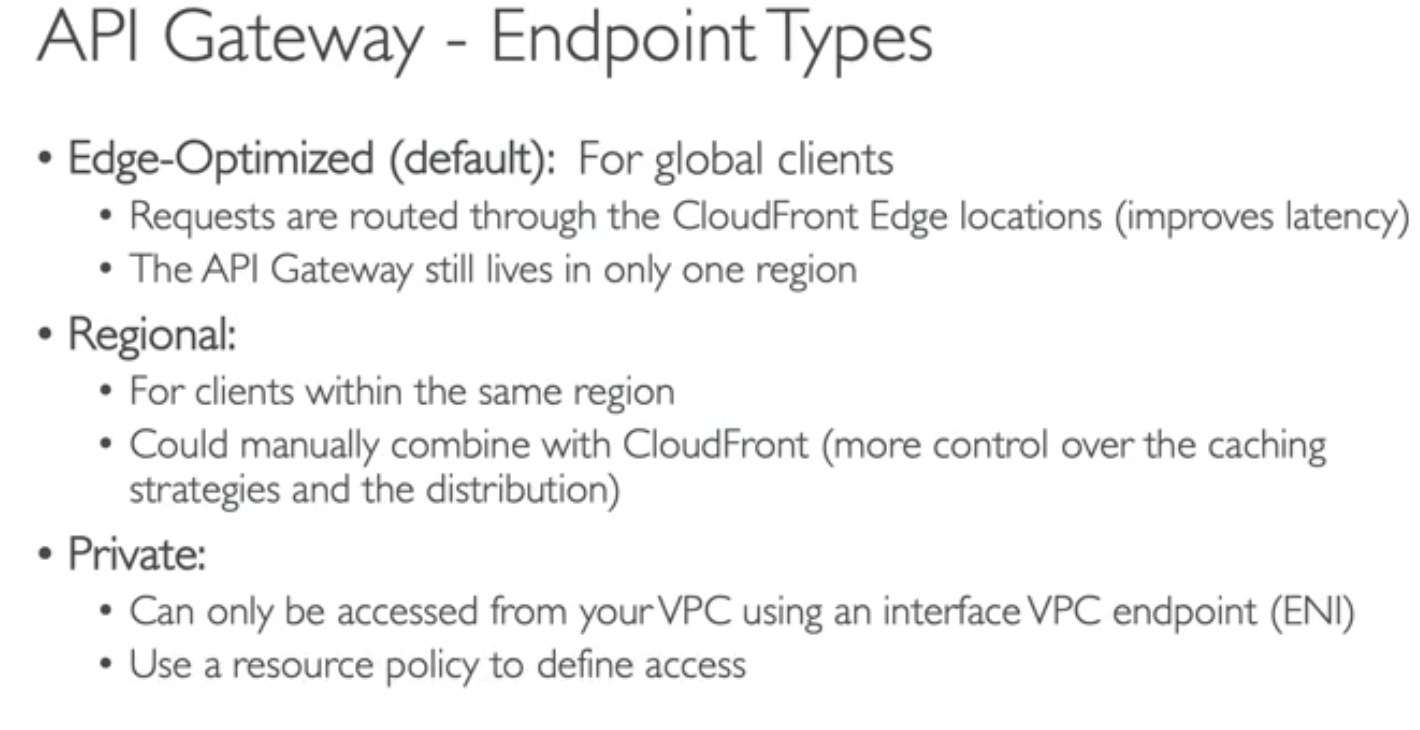 API Gateway - Endpoint Types
• Edge-Optimized (default): For global clients
• Requests are routed through the CloudFront Edge locations (improves latency)
• The API Gateway still lives in only one region
• Regional:
• For clients within the same region
• Could manually combine with CloudFront (more control over the caching
strategies and the distribution)
• Private:
• Can only be accessed from your VPC using an interface VPC endpoint (ENI)
• Use a resource policy to define access